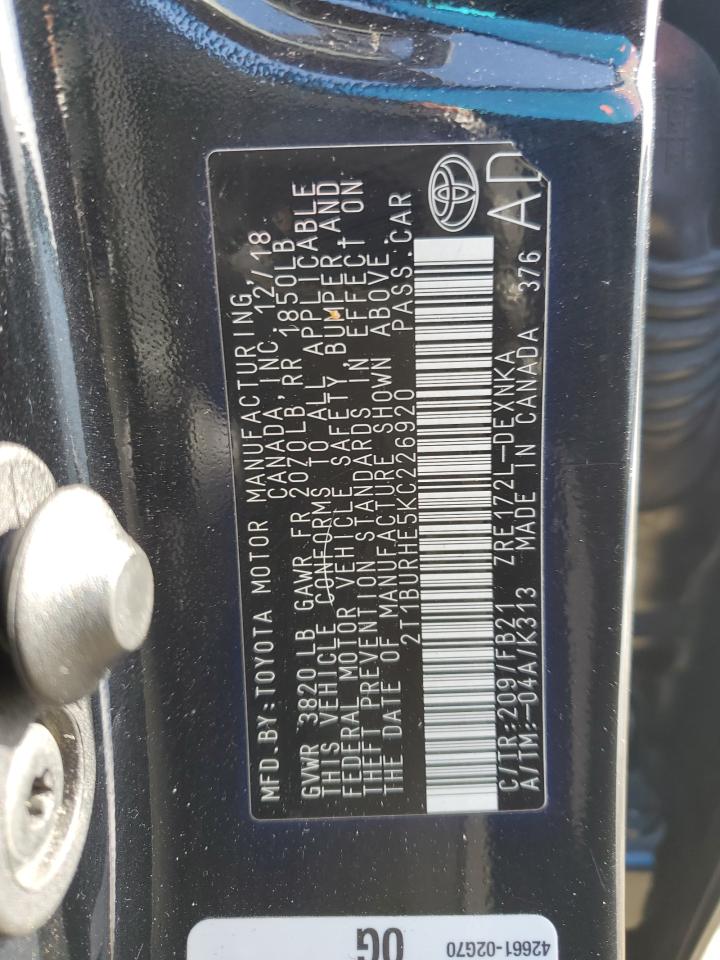 MFD.BY:TOYOTA MOTOR MANUFACTURING
CANADA,INC. 12/18
GVWR 3820LB GAWR FR 2070LB,RR 1850LB
THIS VEHICLE CONFORMS TO ALL APPLICABLE
FEDERAL MOTOR VEHICLE SAFETY, BUMPER,AND
THEFT PREVENTION STANDARDS IN EFFECT ON
THE DATE OF MANUFACTURE SHOWN ABOVE.
2T1BURHE5KC226920 PASS.CAR
C/TR:209/FB21 ZRE172L-DEXNKA
A/TM:-04A/K313 MADE IN CANADA 376
AD
0G
42661-02G70